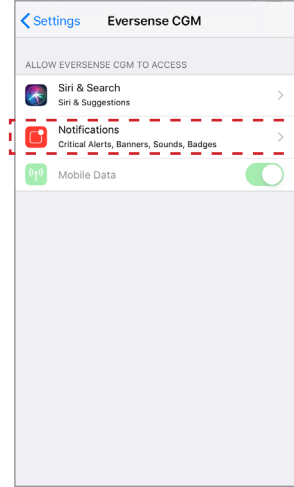 Settings Eversense CGM
ALLOW EVERSENSE CGM TO ACCESS
Siri & Search
Siri & Suggestions
Notifications
Critical Alerts, Banners, Sounds, Badges
Mobile Data